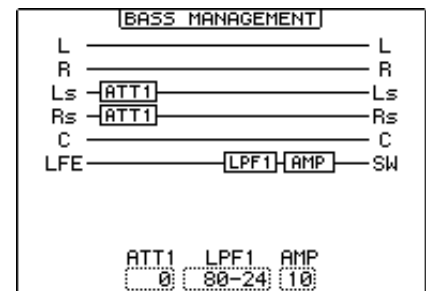 BASS MANAGEMENT
L L
R R
Ls ATT1 Ls
Rs ATT1 Rs
C C
LFE LPF1 AMP SW
ATT1 LPF1 AMP
0 80-24 10